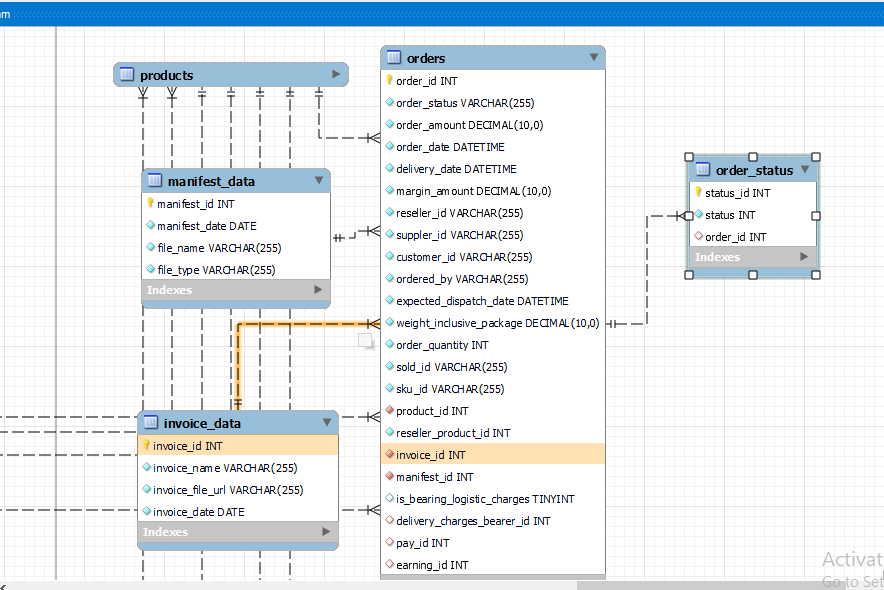 products
orders
order_id INT
order_status VARCHAR(255)
order_amount DECIMAL(10,0)
order_date DATETIME
delivery_date DATETIME
margin_amount DECIMAL(10,0)
reseller_id VARCHAR(255)
suppler_id VARCHAR(255)
customer_id VARCHAR(255)
ordered_by VARCHAR(255)
expected_dispatch_date DATETIME
weight_inclusive_package DECIMAL(10,0)
order_quantity INT
sold_id VARCHAR(255)
sku_id VARCHAR(255)
product_id INT
reseller_product_id INT
invoice_id INT
manifest_id INT
is_bearing_logistic_charges TINYINT
delivery_charges_bearer_id INT
pay_id INT
earning_id INT
manifest_data
manifest_id INT
manifest_date DATE
file_name VARCHAR(255)
file_type VARCHAR(255)
Indexes
order_status
status_id INT
status INT
order_id INT
Indexes
invoice_data
invoice_id INT
invoice_name VARCHAR(255)
invoice_file_url VARCHAR(255)
invoice_date DATE
Indexes
Activat
Go to Set